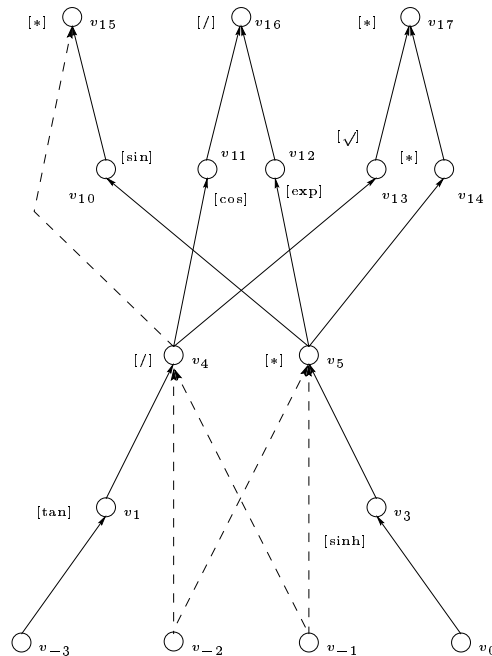 [*] v₁₅ [/] v₁₆ [*] v₁₇
[√]
[sin] v₁₁ v₁₂ [*]
v₁₀ [cos] [exp] v₁₃ v₁₄
[/] v₄ [*] v₅
[tan] v₁ v₃
[sinh]
v₋₃ v₋₂ v₋₁ v₀